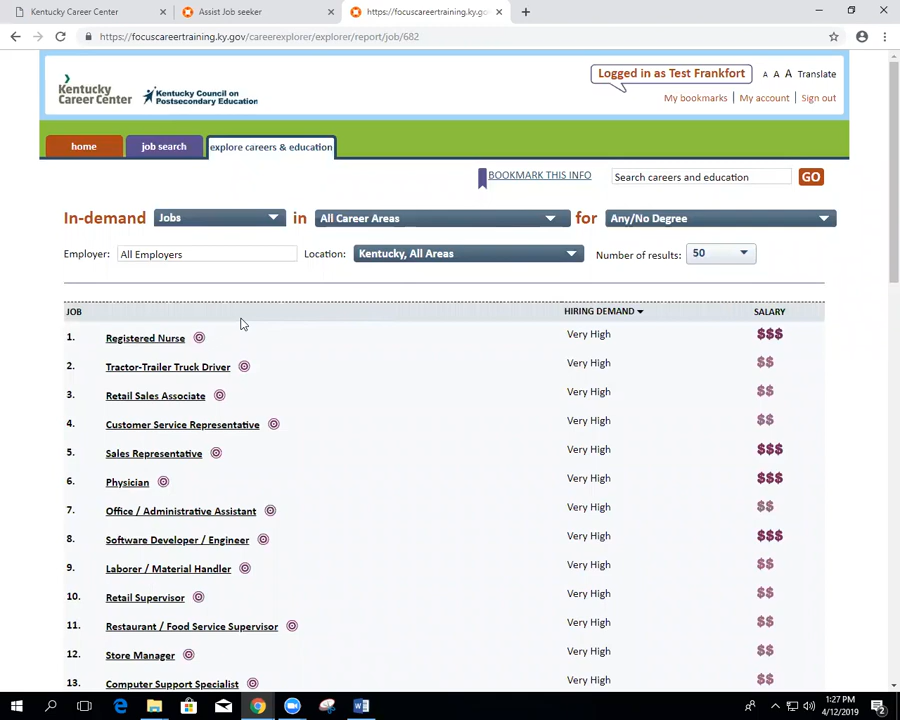 Kentucky Career Center
Assist Job seeker
https://focuscareertraining.ky.go
https://focuscareertraining.ky.gov/careerexplorer/explorer/report/job/682
Kentucky
Career Center
Kentucky Council on
Postsecondary Education
Logged in as Test Frankfort
A A A Translate
My bookmarks | My account | Sign out
home
job search
explore careers & education
BOOKMARK THIS INFO
Search careers and education
GO
In-demand Jobs in All Career Areas for Any/No Degree
Employer: All Employers Location: Kentucky, All Areas Number of results: 50
JOB HIRING DEMAND SALARY
1. Registered Nurse Very High $$$
2. Tractor-Trailer Truck Driver Very High $$
3. Retail Sales Associate Very High $$
4. Customer Service Representative Very High $$
5. Sales Representative Very High $$$
6. Physician Very High $$$
7. Office / Administrative Assistant Very High $$
8. Software Developer / Engineer Very High $$$
9. Laborer / Material Handler Very High $$
10. Retail Supervisor Very High $$
11. Restaurant / Food Service Supervisor Very High $$
12. Store Manager Very High $$
13. Computer Support Specialist Very High $$
1:27 PM
4/12/2019
2